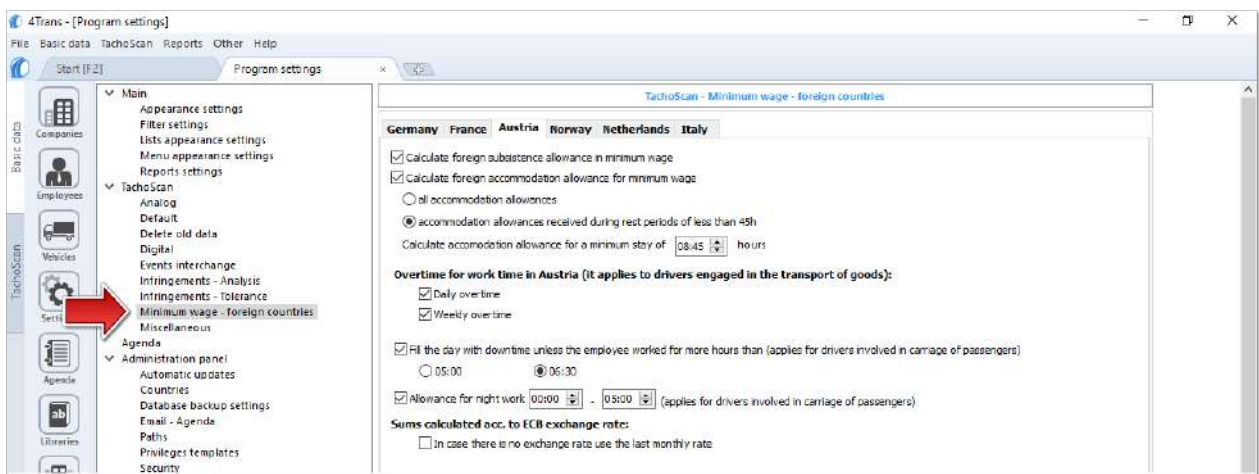 4Trans - [Program settings]
File Basic data TachoScan Reports Other Help
Start [F2]
Program settings
Basic data
TachoScan
Companies
Employees
Vehicles
Agenda
Libraries
Main
Appearance settings
Filter settings
Lists appearance settings
Menu appearance settings
Reports settings
TachoScan
Analog
Default
Delete old data
Digital
Events interchange
Infringements - Analysis
Infringements - Tolerance
Minimum wage - foreign countries
Miscellaneous
Agenda
Administration panel
Automatic updates
Countries
Database backup settings
Email - Agenda
Paths
Privileges templates
Security
TachoScan - Minimum wage - foreign countries
Germany France Austria Norway Netherlands Italy
Calculate foreign subsistence allowance in minimum wage
Calculate foreign accommodation allowance for minimum wage
all accommodation allowances
accommodation allowances received during rest periods of less than 45h
Calculate accomodation allowance for a minimum stay of 08:45 hours
Overtime for work time in Austria (it applies to drivers engaged in the transport of goods):
Daily overtime
Weekly overtime
Fill the day with downtime unless the employee worked for more hours than (applies for drivers involved in carriage of passengers)
05:00 06:30
Allowance for night work 00:00 - 05:00 (applies for drivers involved in carriage of passengers)
Sums calculated acc. to ECB exchange rate:
In case there is no exchange rate use the last monthly rate